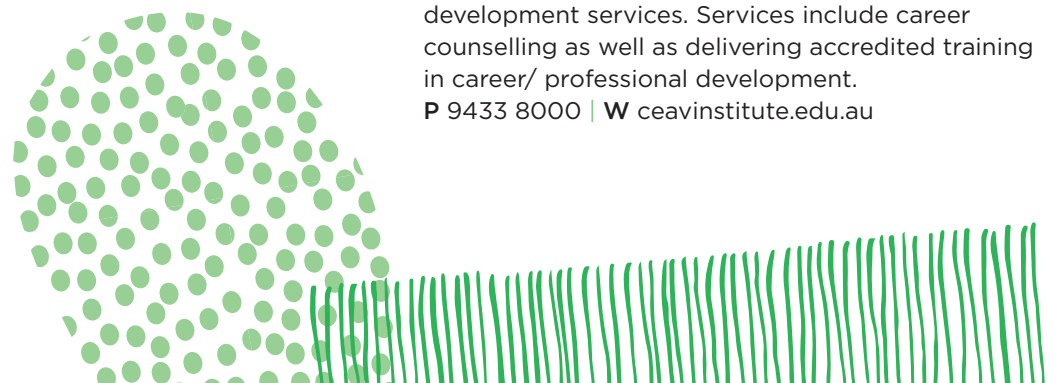 development services. Services include career
counselling as well as delivering accredited training
in career/ professional development.
P 9433 8000 | W ceavinstitute.edu.au